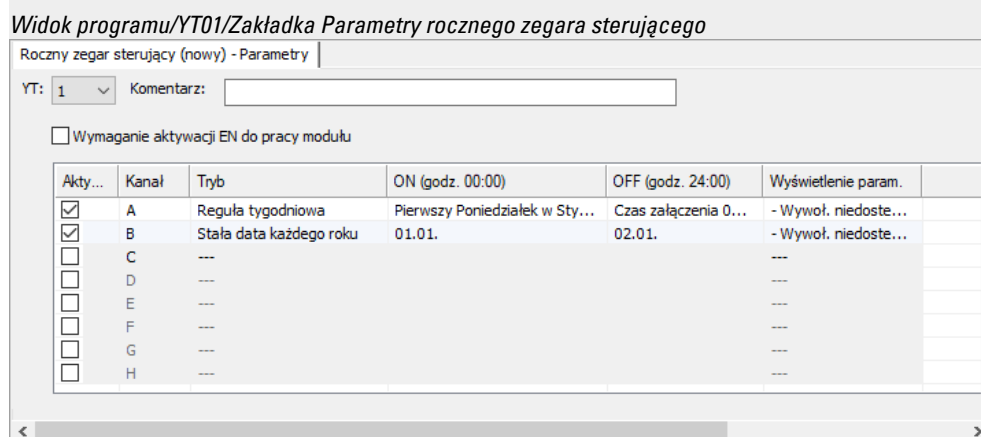 Widok programu/YT01/Zakładka Parametry rocznego zegara sterującego
Roczny zegar sterujący (nowy) - Parametry
YT: 1 Komentarz:
Wymaganie aktywacji EN do pracy modułu
Akty... Kanał Tryb ON (godz. 00:00) OFF (godz. 24:00) Wyświetlenie param.
A Reguła tygodniowa Pierwszy Poniedziałek w Sty... Czas załączenia 0... - Wywoł. niedoste...
B Stała data każdego roku 01.01. 02.01. - Wywoł. niedoste...
C --- ---
D --- ---
E --- ---
F --- ---
G --- ---
H --- ---